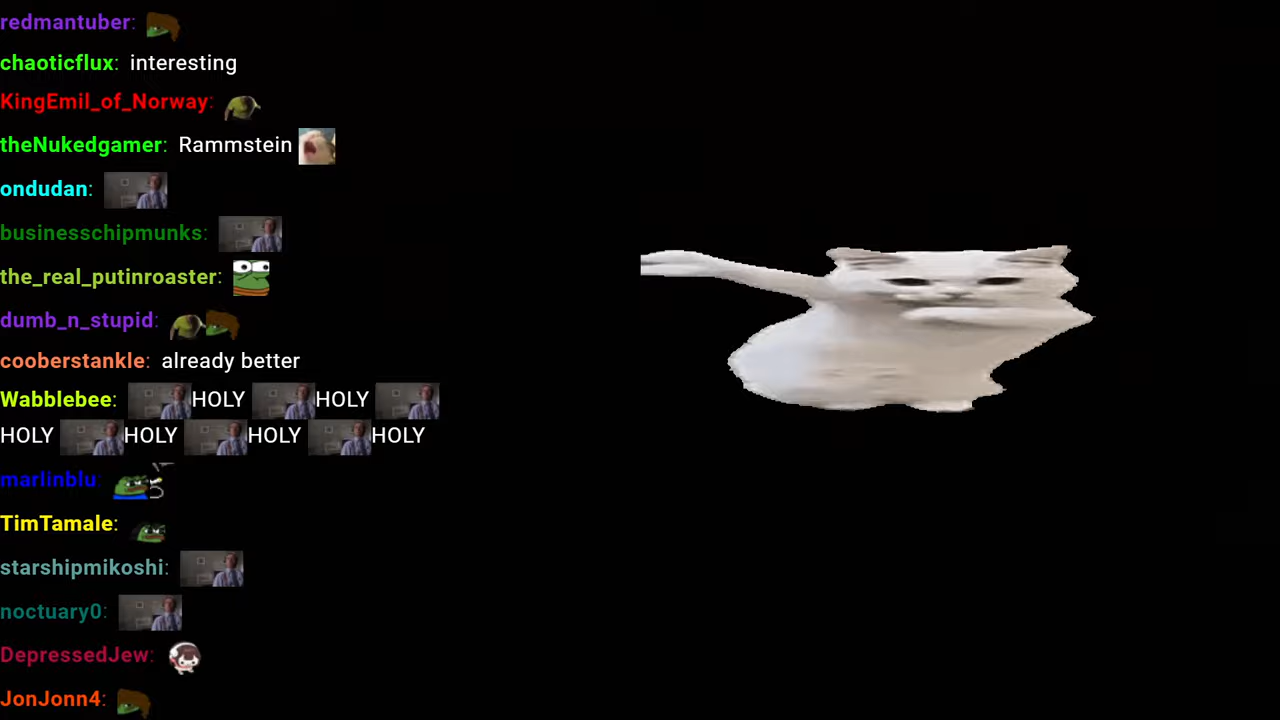 redmantuber:
chaoticflux: interesting
KingEmil_of_Norway:
theNukedgamer: Rammstein
ondudan:
businesschipmunks:
the_real_putinroaster:
dumb_n_stupid:
cooberstankle: already better
Wabblebee: HOLY HOLY
HOLY HOLY HOLY HOLY
marlinblu:
TimTamale:
starshipmikoshi:
noctuary0:
DepressedJew:
JonJonn4: